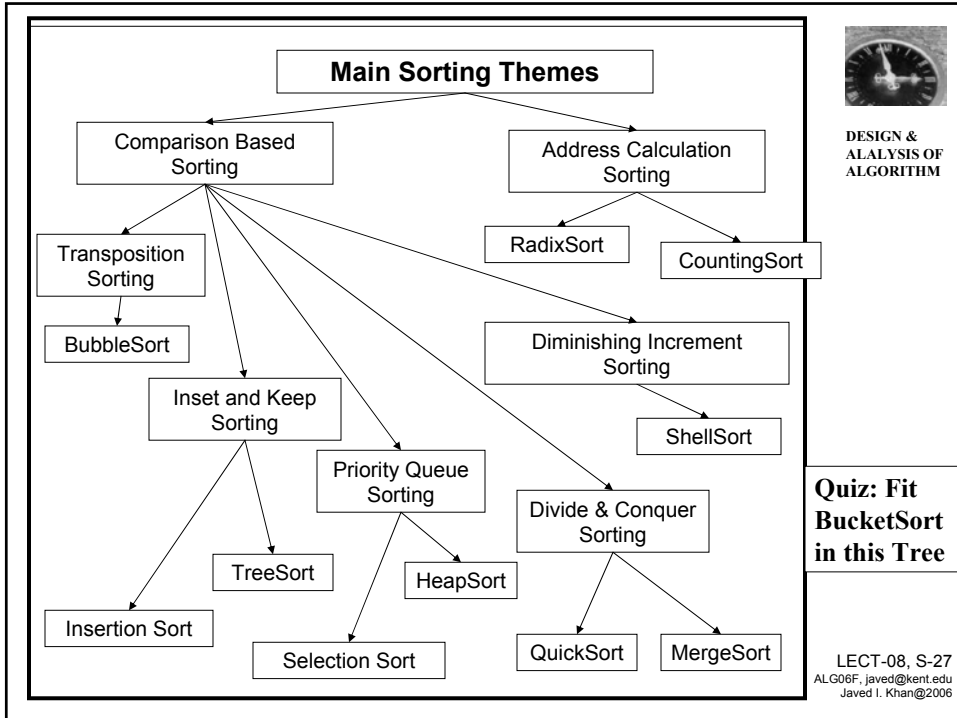 Main Sorting Themes
Comparison Based
Sorting
Address Calculation
Sorting
DESIGN &
ALALYSIS OF
ALGORITHM
Transposition
Sorting
RadixSort
CountingSort
BubbleSort
Diminishing Increment
Sorting
Inset and Keep
Sorting
ShellSort
Priority Queue
Sorting
Divide & Conquer
Sorting
Quiz: Fit
BucketSort
in this Tree
TreeSort
HeapSort
Insertion Sort
Selection Sort
QuickSort
MergeSort
LECT-08, S-27
ALG06F, javed@kent.edu
Javed I. Khan@2006